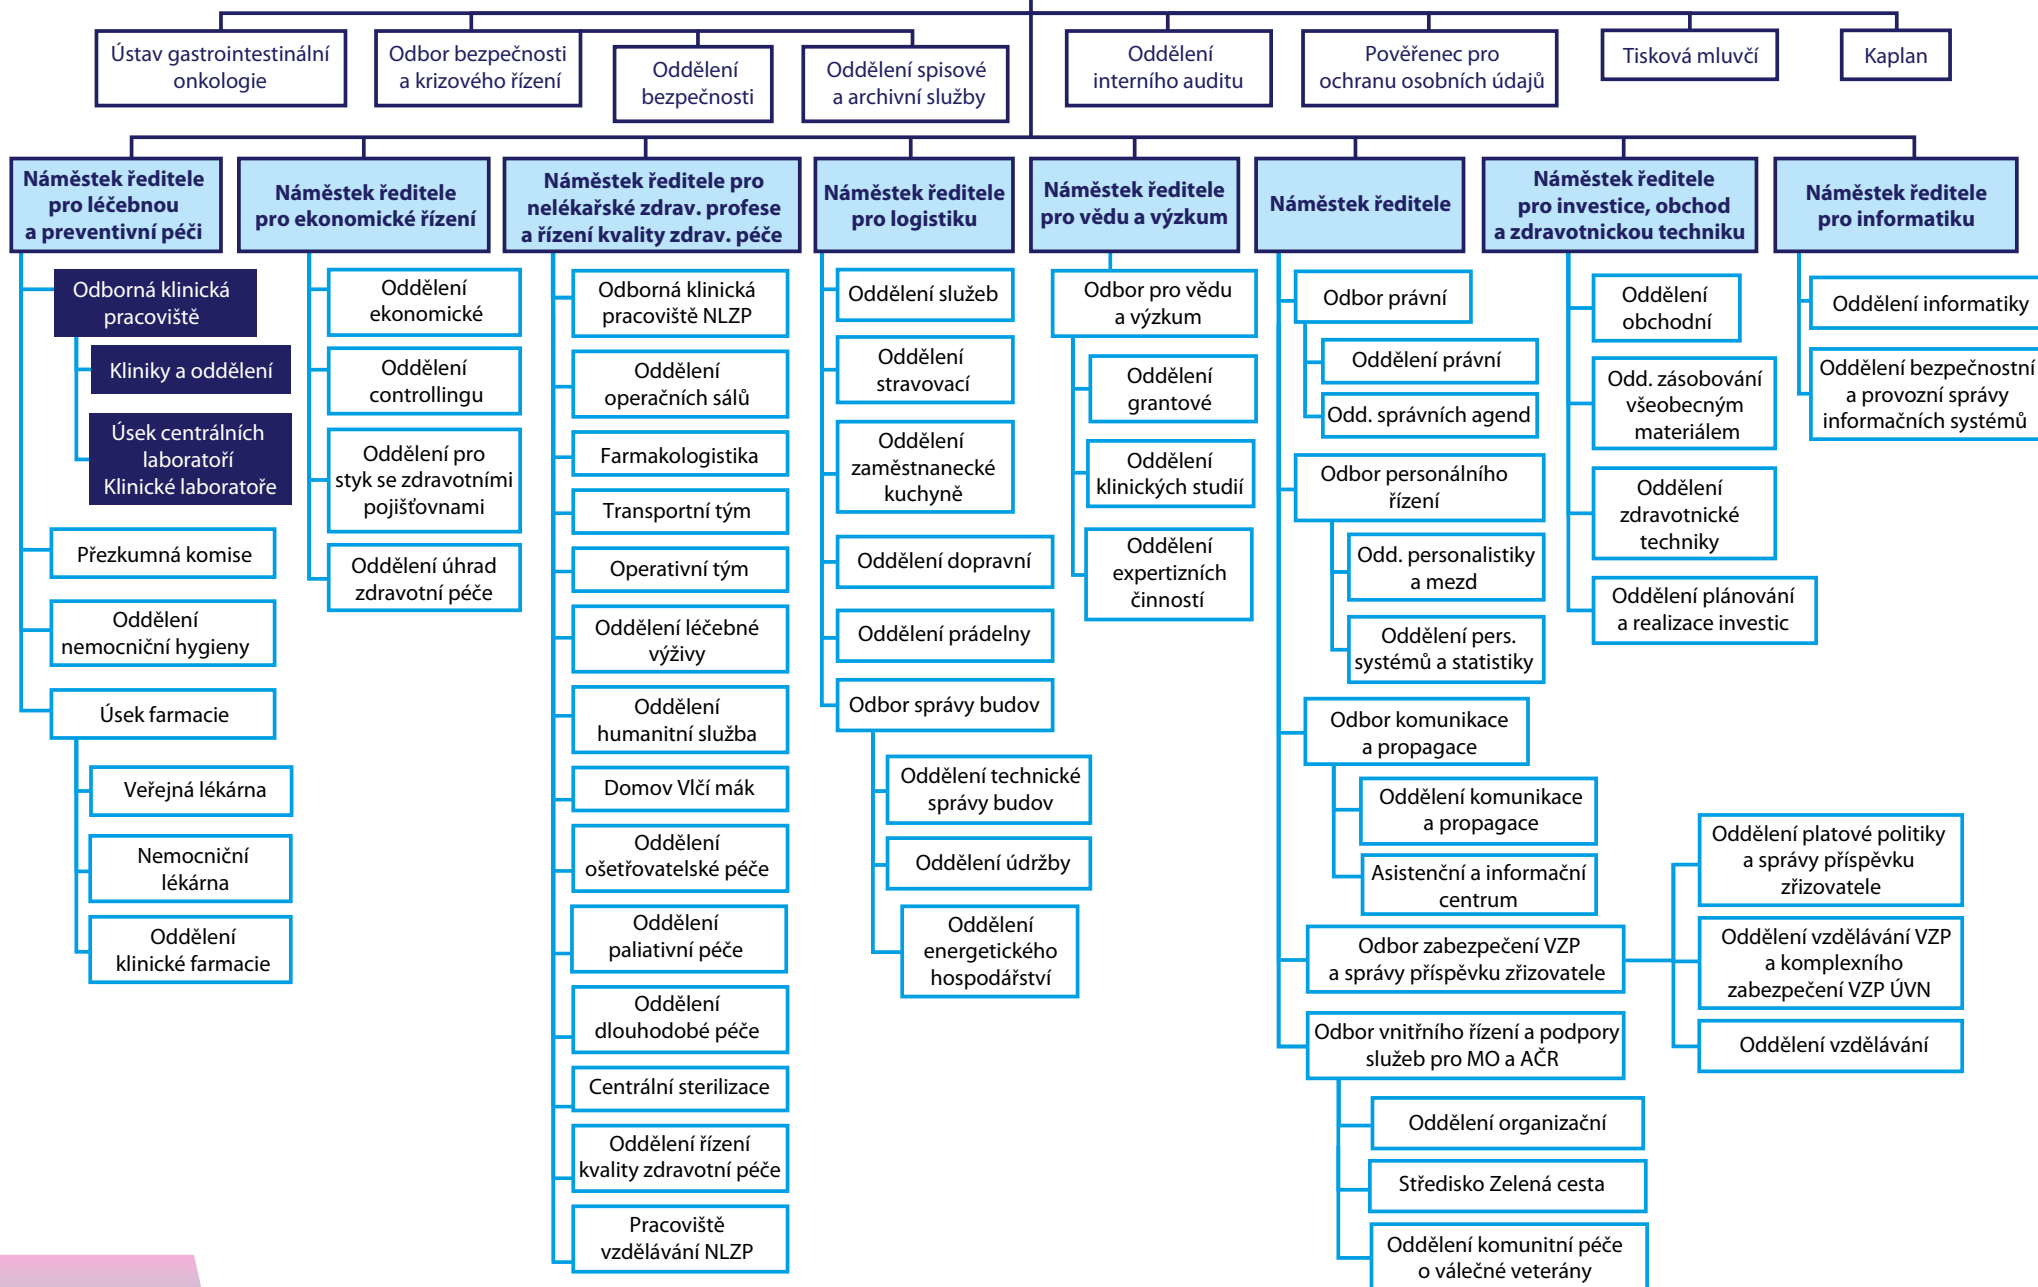 Ústav gastrointestinální
onkologie
Odbor bezpečnosti
a krizového řízení
Oddělení
bezpečnosti
Oddělení spisové
a archivní služby
Oddělení
interního auditu
Pověřenec pro
ochranu osobních údajů
Tisková mluvčí
Kaplan
Náměstek ředitele
pro léčebnou
a preventivní péči
Náměstek ředitele
pro ekonomické řízení
Náměstek ředitele pro
nelékařské zdrav. profese
a řízení kvality zdrav. péče
Náměstek ředitele
pro logistiku
Náměstek ředitele
pro vědu a výzkum
Náměstek ředitele
Náměstek ředitele
pro investice, obchod
a zdravotnickou techniku
Náměstek ředitele
pro informatiku
Odborná klinická
pracoviště
Kliniky a oddělení
Úsek centrálních
laboratoří
Klinické laboratoře
Přezkumná komise
Oddělení
nemocniční hygieny
Úsek farmacie
Veřejná lékárna
Nemocniční
lékárna
Oddělení
klinické farmacie
Oddělení
ekonomické
Oddělení
controllingu
Oddělení pro
styk se zdravotními
pojišťovnami
Oddělení úhrad
zdravotní péče
Odborná klinická
pracoviště NLZP
Oddělení
operačních sálů
Farmakologistika
Transportní tým
Operativní tým
Oddělení léčebné
výživy
Oddělení
humanitní služba
Domov Vlčí mák
Oddělení
ošetřovatelské péče
Oddělení
paliativní péče
Oddělení
dlouhodobé péče
Centrální sterilizace
Oddělení řízení
kvality zdravotní péče
Pracoviště
vzdělávání NLZP
Oddělení služeb
Oddělení
stravovací
Oddělení
zaměstnanecké
kuchyně
Oddělení dopravní
Oddělení prádelny
Odbor správy budov
Oddělení technické
správy budov
Oddělení údržby
Oddělení
energetického
hospodářství
Odbor pro vědu
a výzkum
Oddělení
grantové
Oddělení
klinických studií
Oddělení
expertizních
činností
Odbor právní
Oddělení právní
Odd. správních agend
Odbor personálního
řízení
Odd. personalistiky
a mezd
Oddělení pers.
systémů a statistiky
Odbor komunikace
a propagace
Oddělení komunikace
a propagace
Asistenční a informační
centrum
Odbor zabezpečení VZP
a správy příspěvku zřizovatele
Oddělení platové politiky
a správy příspěvku
zřizovatele
Oddělení vzdělávání VZP
a komplexního
zabezpečení VZP ÚVN
Oddělení vzdělávání
Odbor vnitřního řízení a podpory
služeb pro MO a AČR
Oddělení organizační
Středisko Zelená cesta
Oddělení komunitní péče
o válečné veterány
Oddělení
obchodní
Odd. zásobování
všeobecným
materiálem
Oddělení
zdravotnické
techniky
Oddělení plánování
a realizace investic
Oddělení informatiky
Oddělení bezpečnostní
a provozní správy
informačních systémů